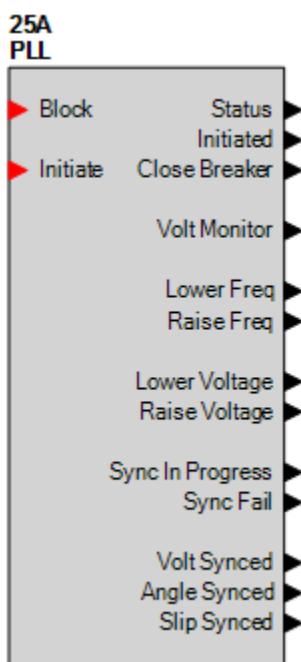 25A
PLL
Block Status
Initiated
Initiate Close Breaker
Volt Monitor
Lower Freq
Raise Freq
Lower Voltage
Raise Voltage
Sync In Progress
Sync Fail
Volt Synced
Angle Synced
Slip Synced